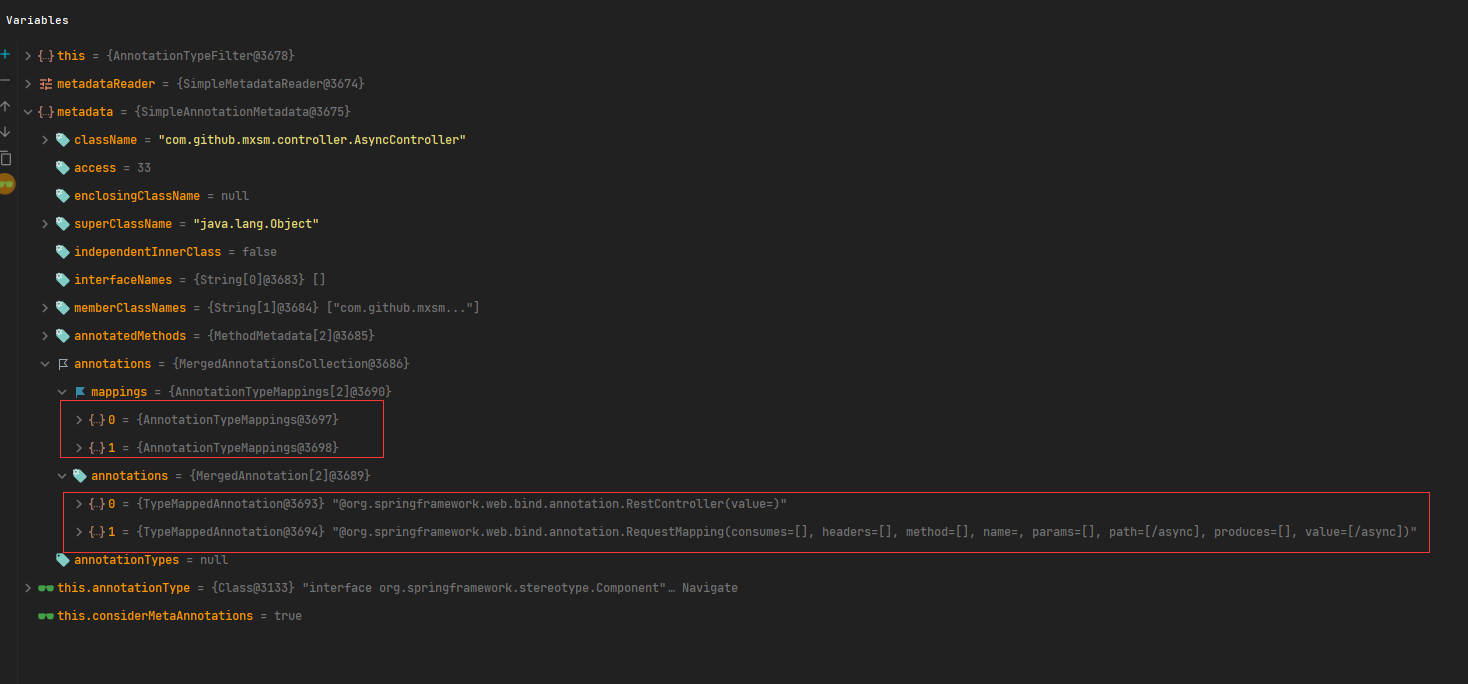 Variables
this = {AnnotationTypeFilter@3678}
metadataReader = {SimpleMetadataReader@3674}
metadata = {SimpleAnnotationMetadata@3675}
className = "com.github.mxsm.controller.AsyncController"
access = 33
enclosingClassName = null
superClassName = "java.lang.Object"
independentInnerClass = false
interfaceNames = {String[0]@3683} []
memberClassNames = {String[1]@3684} ["com.github.mxsm..."]
annotatedMethods = {MethodMetadata[2]@3685}
annotations = {MergedAnnotationsCollection@3686}
mappings = {AnnotationTypeMappings[2]@3690}
0 = {AnnotationTypeMappings@3697}
1 = {AnnotationTypeMappings@3698}
annotations = {MergedAnnotation[2]@3689}
0 = {TypeMappedAnnotation@3693} "@org.springframework.web.bind.annotation.RestController(value=)"
1 = {TypeMappedAnnotation@3694} "@org.springframework.web.bind.annotation.RequestMapping(consumes=[], headers=[], method=[], name=, params=[], path=[/async], produces=[], value=[/async])"
annotationTypes = null
this.annotationType = {Class@3133} "interface org.springframework.stereotype.Component"… Navigate
this.considerMetaAnnotations = true